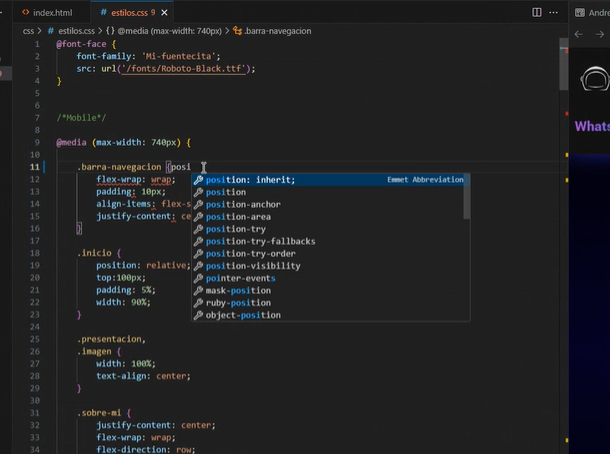 index.html
estilos.css 9
Andre
css > # estilos.css > {} @media (max-width: 740px) > .barra-navegacion
1 @font-face {
2 font-family: 'Mi-fuentecita';
3 src: url('/fonts/Roboto-Black.ttf');
4 }
5
6
7 /*Mobile*/
8
9 @media (max-width: 740px) {
10
11 .barra-navegacion {posi
12 flex-wrap: wrap;
13 padding: 10px;
14 align-items: flex-s
15 justify-content: ce
16 }
17
18 .inicio {
19 position: relative;
20 top:100px;
21 padding: 5%;
22 width: 90%;
23 }
24
25 .presentacion,
26 .imagen {
27 width: 100%;
28 text-align: center;
29 }
30
31 .sobre-mi {
32 justify-content: center;
33 flex-wrap: wrap;
34 flex-direction: row;
position: inherit; Emmet Abbreviation
position
position-anchor
position-area
position-try
position-try-fallbacks
position-try-order
position-visibility
pointer-events
mask-position
ruby-position
object-position
Whats